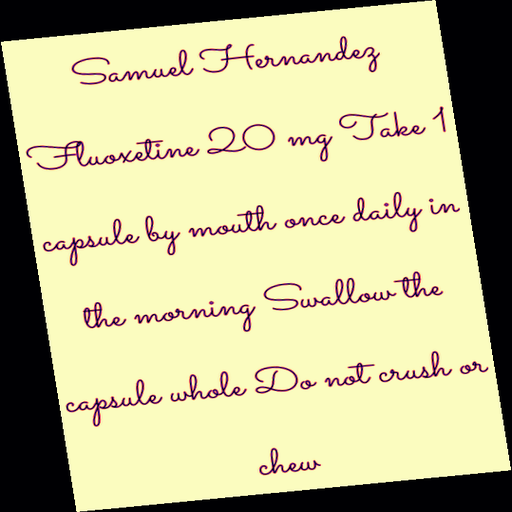 Samuel Hernandez
Fluoxetine 20 mg Take 1
capsule by mouth once daily in
the morning Swallow the
capsule whole Do not crush or
chew